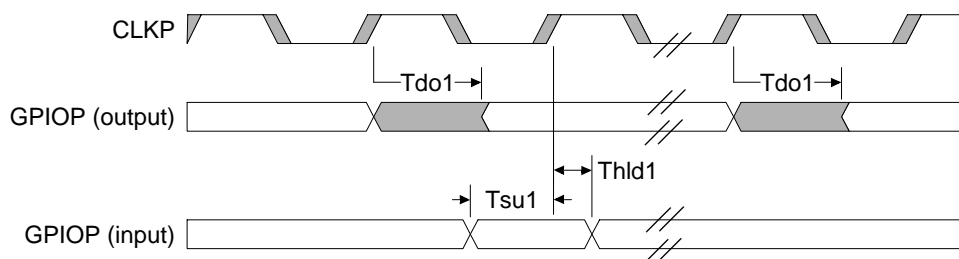 CLKP
Tdo1
Tdo1
GPIOP (output)
Thld1
Tsu1
GPIOP (input)